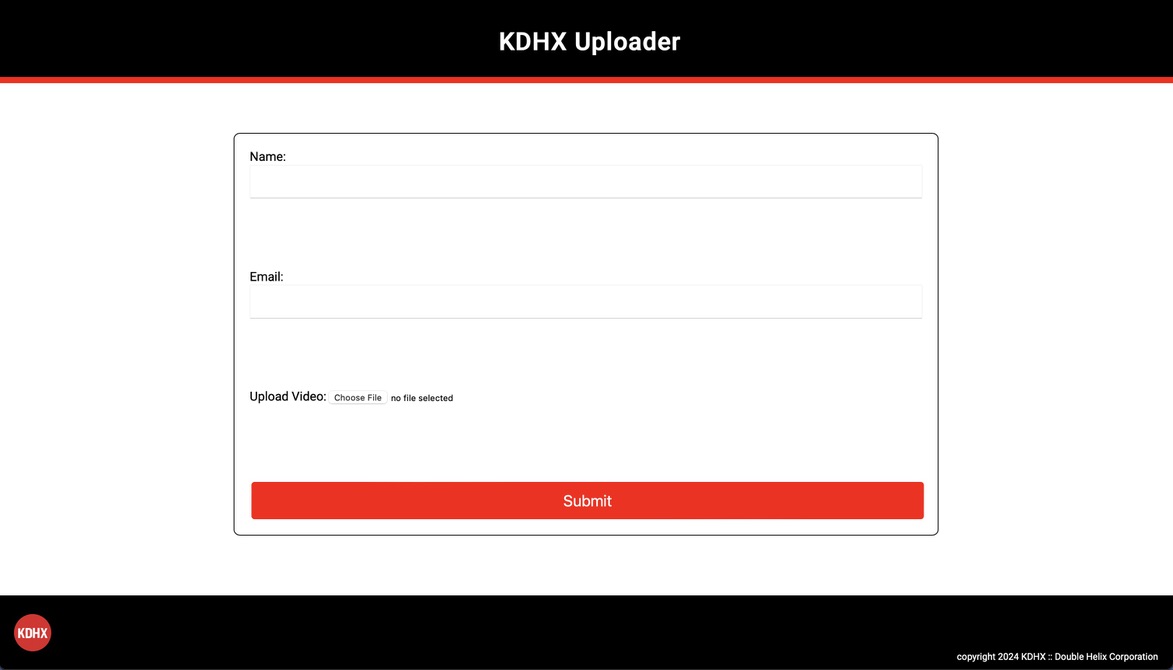 KDHX Uploader
Name:
Email:
Upload Video: Choose File no file selected
Submit
KDHX
copyright 2024 KDHX :: Double Helix Corporation